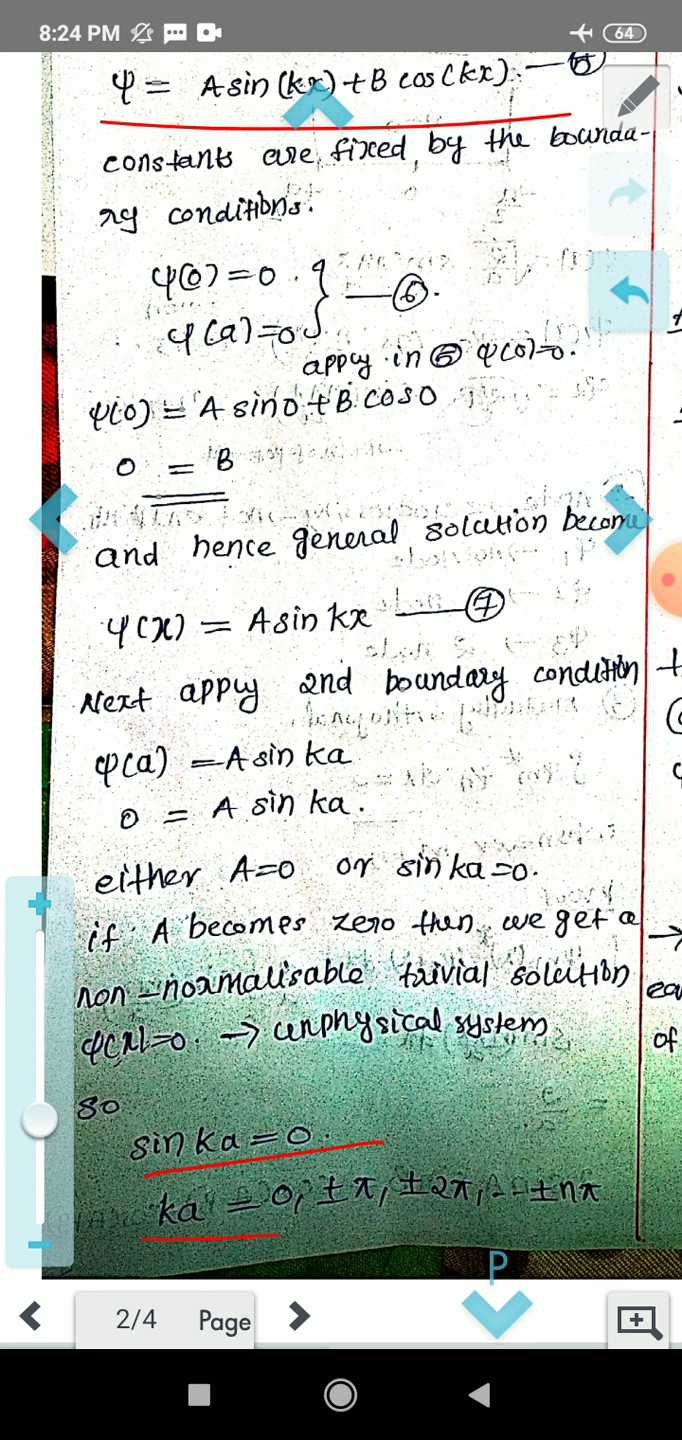 8:24 PM
64
ψ = A sin(kx) + B cos(kx). — ⑤
constants are fixed by the bounda-
ry conditions.
ψ(0) = 0 .
ψ(a) = 0 } — ⑥.
apply in ⑤ ψ(0)=0.
ψ(0) = A sin 0 + B cos 0
0 = B
and hence general solution become
ψ(x) = A sin kx — ⑦
Next apply 2nd boundary condition
ψ(a) = A sin ka
0 = A sin ka.
either A=0 or sin ka =0.
if A becomes zero then, we get a
non-normalisable trivial solution
ψ(x)=0. → unphysical system
so
sin ka = 0.
ka = 0, ±π, ±2π, -- ±nπ
of
P
2/4 Page